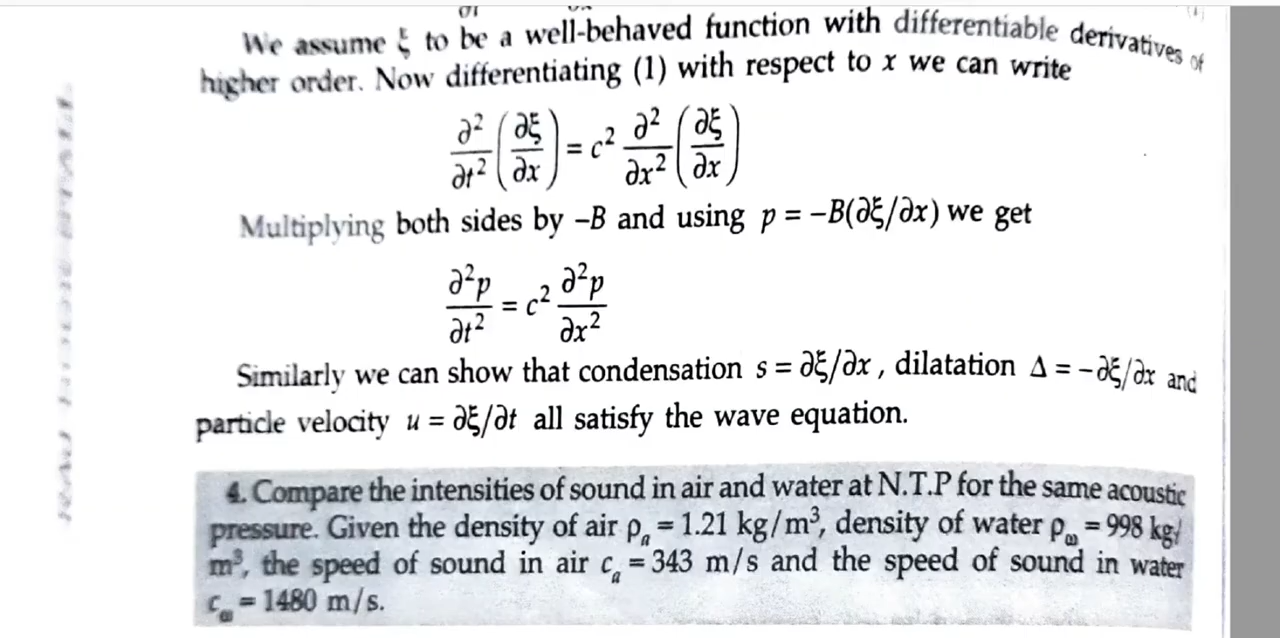 We assume ξ to be a well-behaved function with differentiable derivatives of
higher order. Now differentiating (1) with respect to x we can write
∂²/∂t² (∂ξ/∂x) = c² ∂²/∂x² (∂ξ/∂x)
Multiplying both sides by –B and using p = –B(∂ξ/∂x) we get
∂²p/∂t² = c² ∂²p/∂x²
Similarly we can show that condensation s = ∂ξ/∂x, dilatation Δ = –∂ξ/∂x and
particle velocity u = ∂ξ/∂t all satisfy the wave equation.
4. Compare the intensities of sound in air and water at N.T.P for the same acoustic
pressure. Given the density of air ρₐ = 1.21 kg/m³, density of water ρ_ω = 998 kg/
m³, the speed of sound in air cₐ = 343 m/s and the speed of sound in water
c_ω = 1480 m/s.